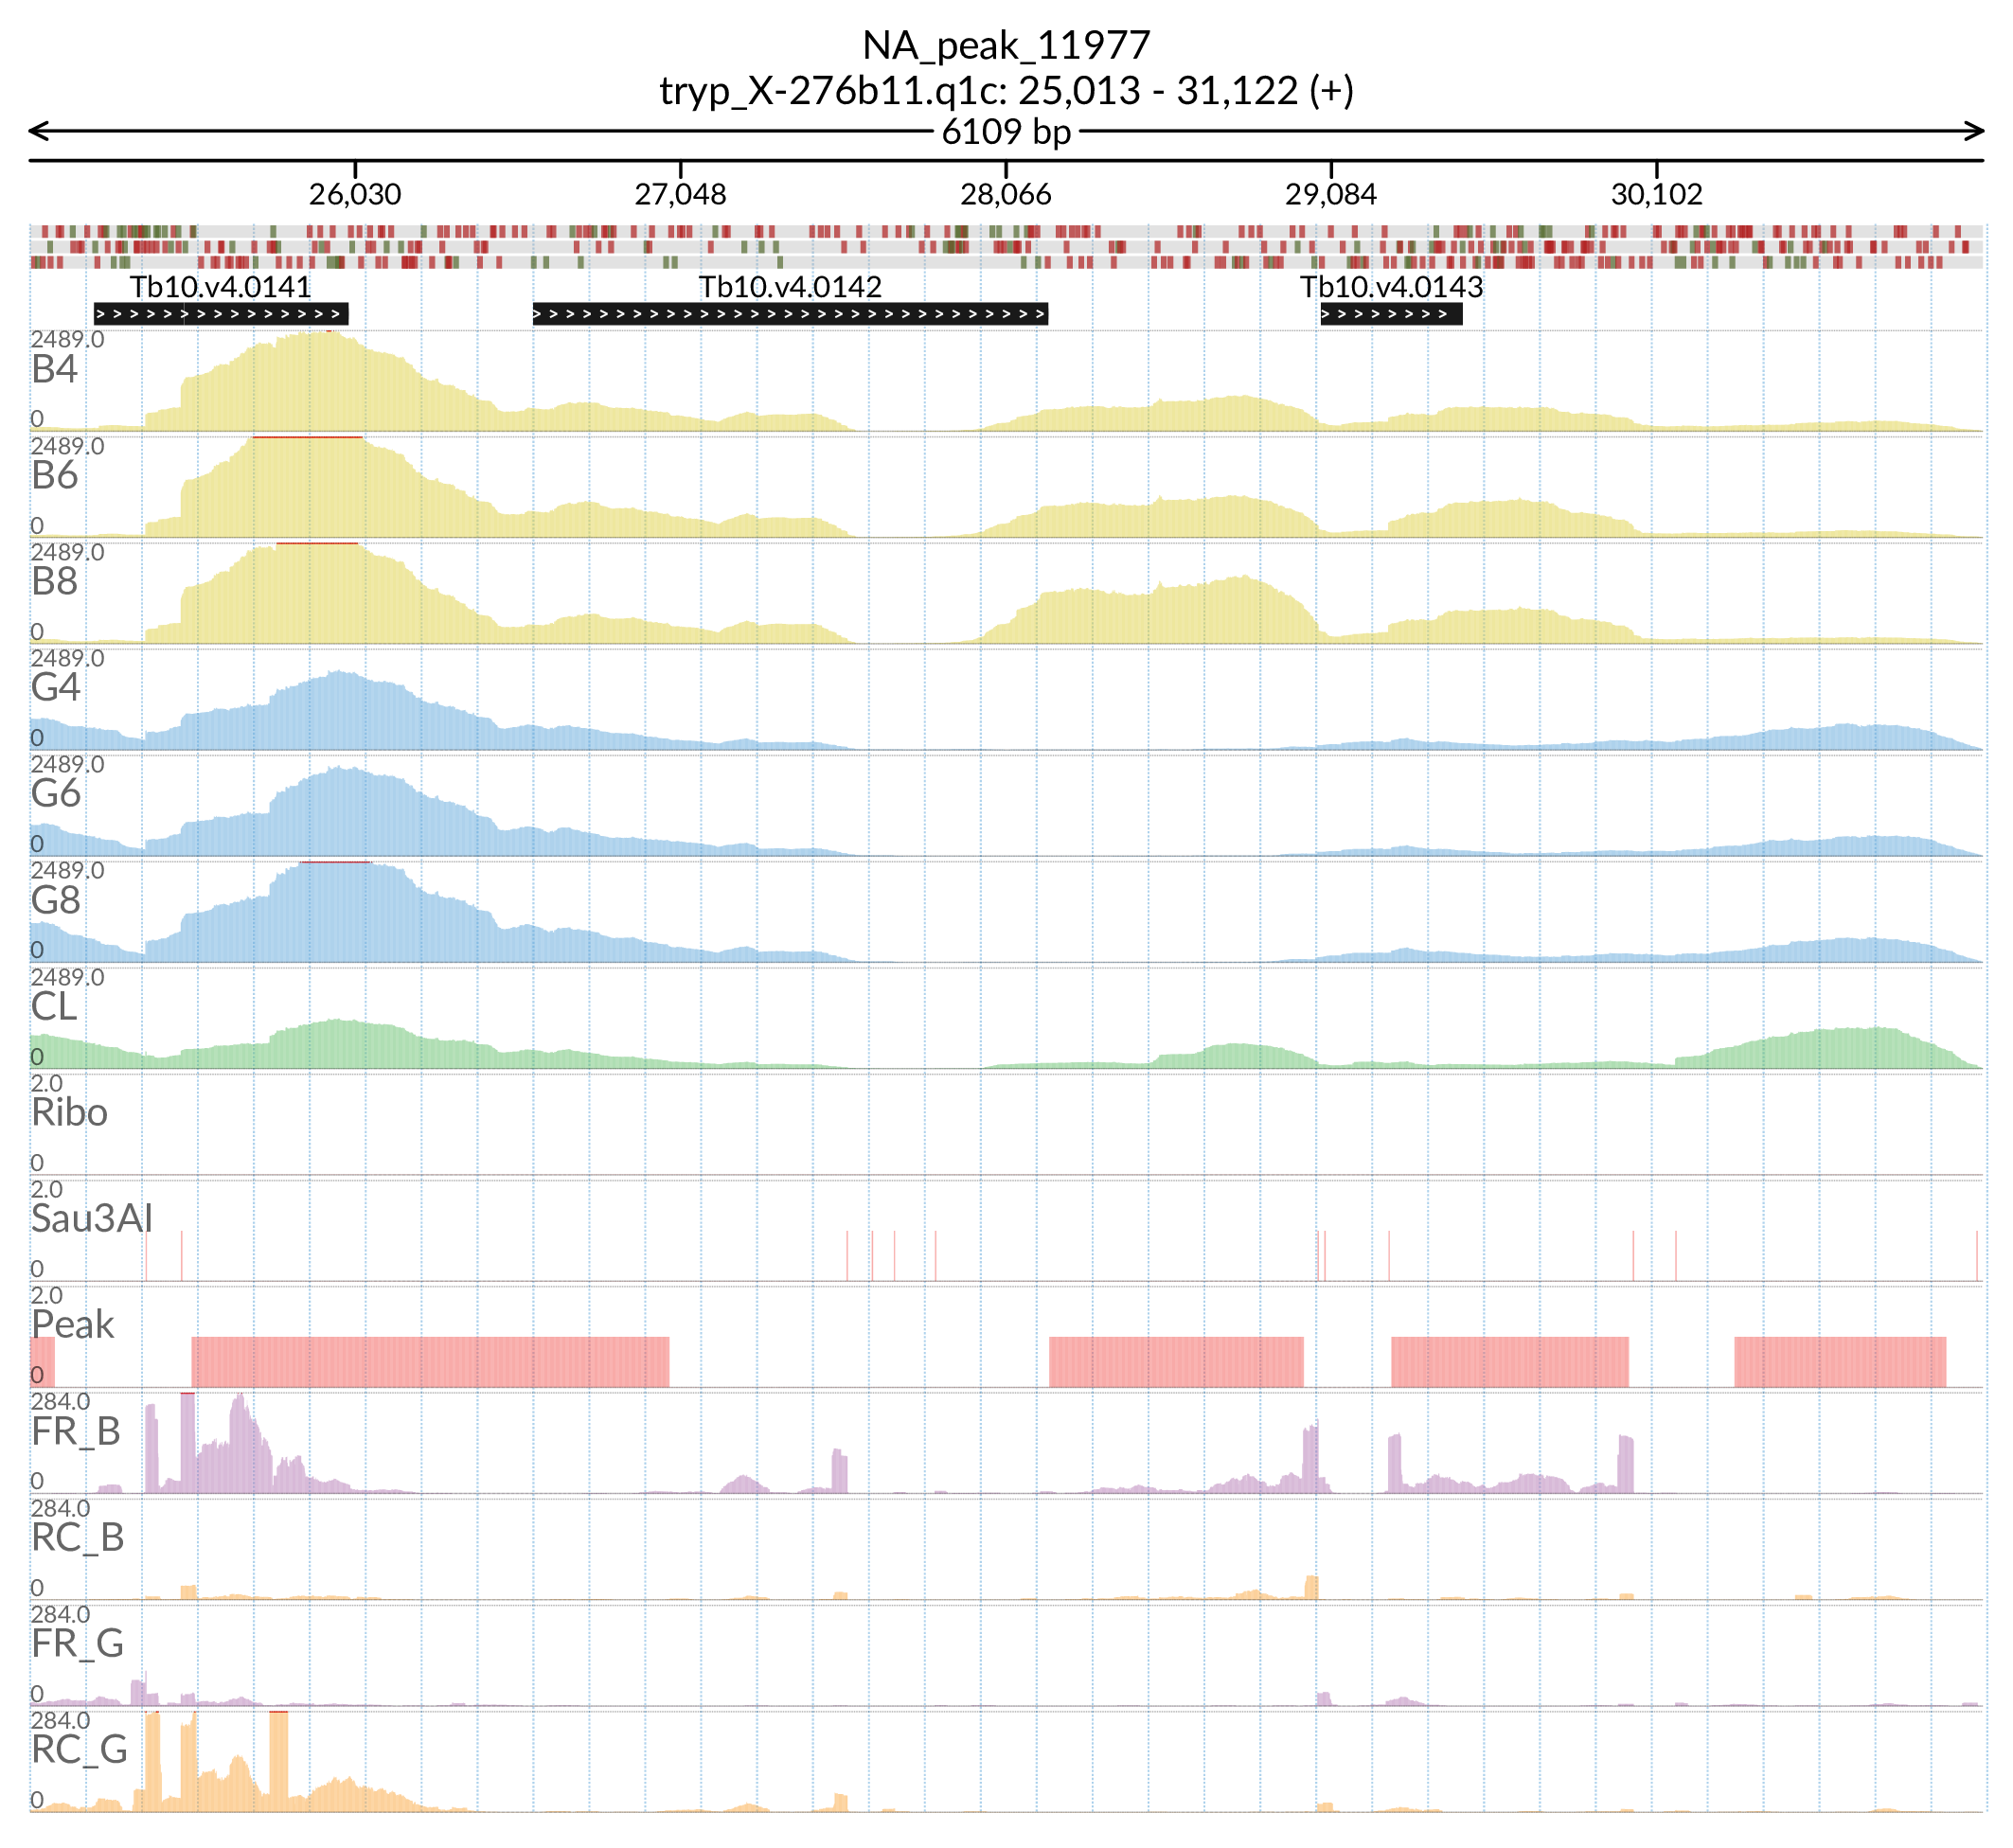 NA_peak_11977
tryp_X-276b11.q1c: 25,013 - 31,122 (+)
6109 bp
26,030 27,048 28,066 29,084 30,102
Tb10.v4.0141 Tb10.v4.0142 Tb10.v4.0143
2489.0
B4
0
2489.0
B6
0
2489.0
B8
0
2489.0
G4
0
2489.0
G6
0
2489.0
G8
0
2489.0
CL
0
2.0
Ribo
0
2.0
Sau3AI
0
2.0
Peak
0
284.0
FR_B
0
284.0
RC_B
0
284.0
FR_G
0
284.0
RC_G
0